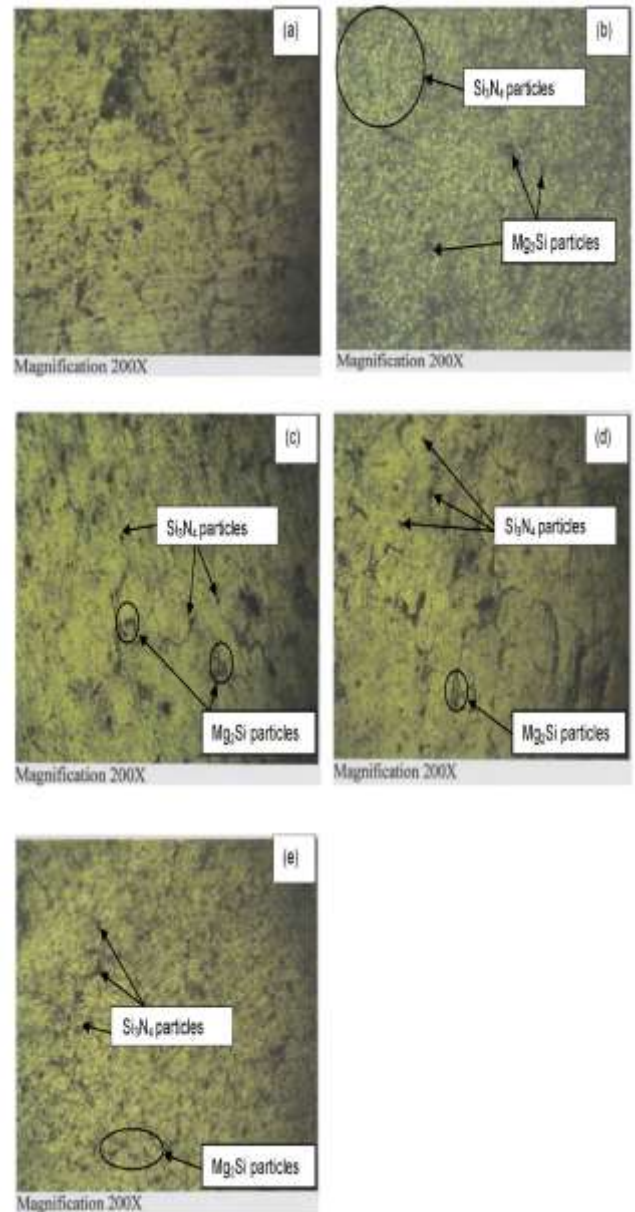 (a)
Magnification 200X
(b)
Si₃N₄ particles
Mg₂Si particles
Magnification 200X
(c)
Si₃N₄ particles
Mg₂Si particles
Magnification 200X
(d)
Si₃N₄ particles
Mg₂Si particles
Magnification 200X
(e)
Si₃N₄ particles
Mg₂Si particles
Magnification 200X